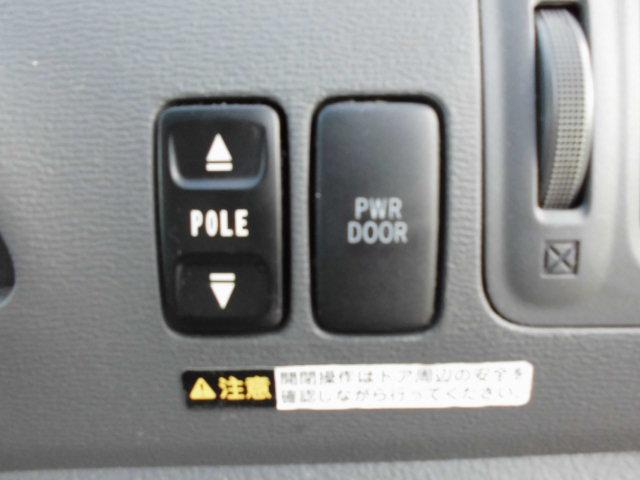 POLE
PWR
DOOR
注意
開閉操作はドア周辺の安全を
確認しながら行ってください。